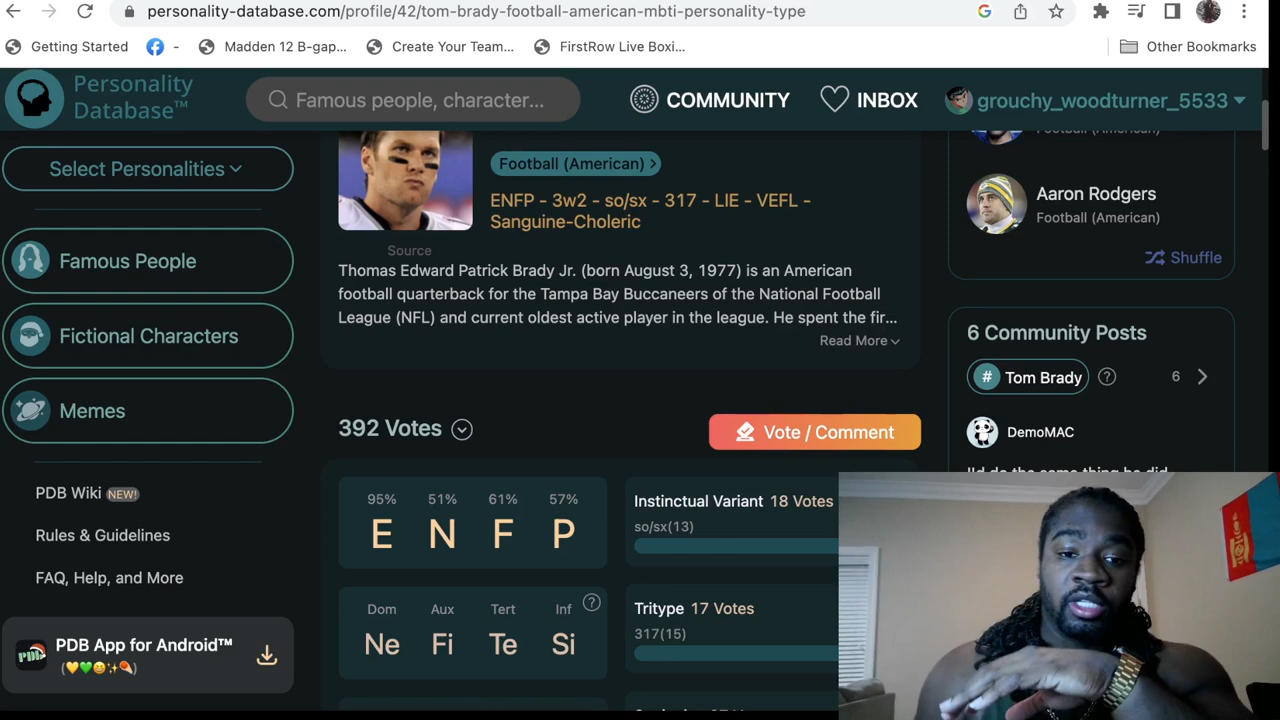 personality-database.com/profile/42/tom-brady-football-american-mbti-personality-type
Getting Started
-
Madden 12 B-gap...
Create Your Team...
FirstRow Live Boxi...
Other Bookmarks
Personality
Database™
Famous people, character...
COMMUNITY
INBOX
grouchy_woodturner_5533
Select Personalities
Famous People
Fictional Characters
Memes
PDB Wiki NEW!
Rules & Guidelines
FAQ, Help, and More
PDB App for Android™
Football (American)
ENFP - 3w2 - so/sx - 317 - LIE - VEFL -
Sanguine-Choleric
Source
Thomas Edward Patrick Brady Jr. (born August 3, 1977) is an American
football quarterback for the Tampa Bay Buccaneers of the National Football
League (NFL) and current oldest active player in the league. He spent the fir...
Read More
392 Votes
Vote / Comment
95% 51% 61% 57%
E N F P
Dom Aux Tert Inf ?
Ne Fi Te Si
Instinctual Variant 18 Votes
so/sx(13)
Tritype 17 Votes
317(15)
Football (American)
Aaron Rodgers
Football (American)
Shuffle
6 Community Posts
# Tom Brady ? 6
DemoMAC